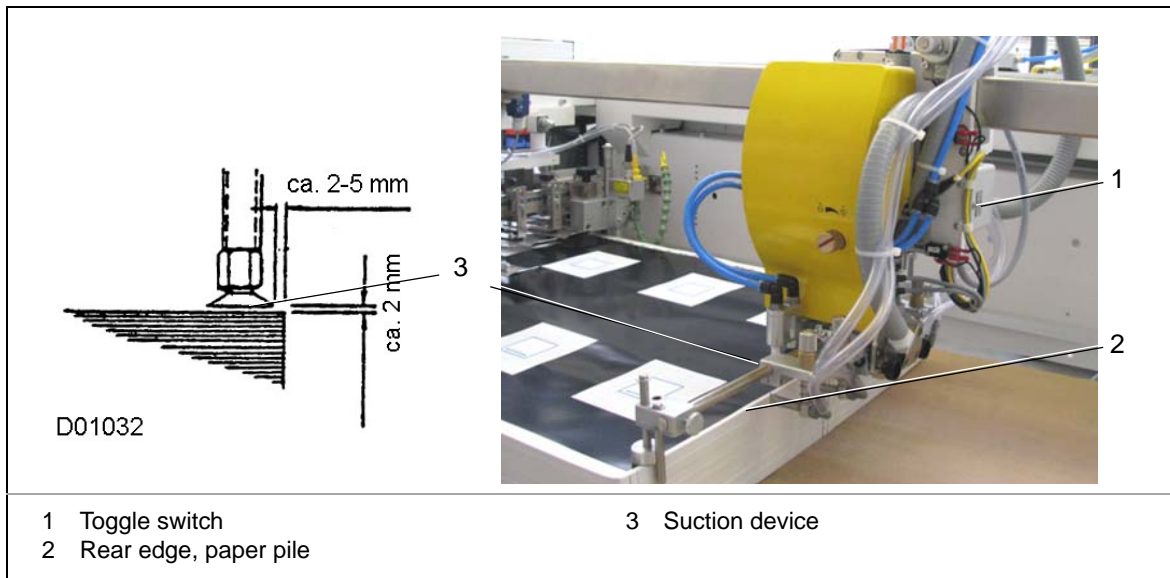 ca. 2-5 mm
ca. 2 mm
3
1
2
D01032
1 Toggle switch
2 Rear edge, paper pile
3 Suction device